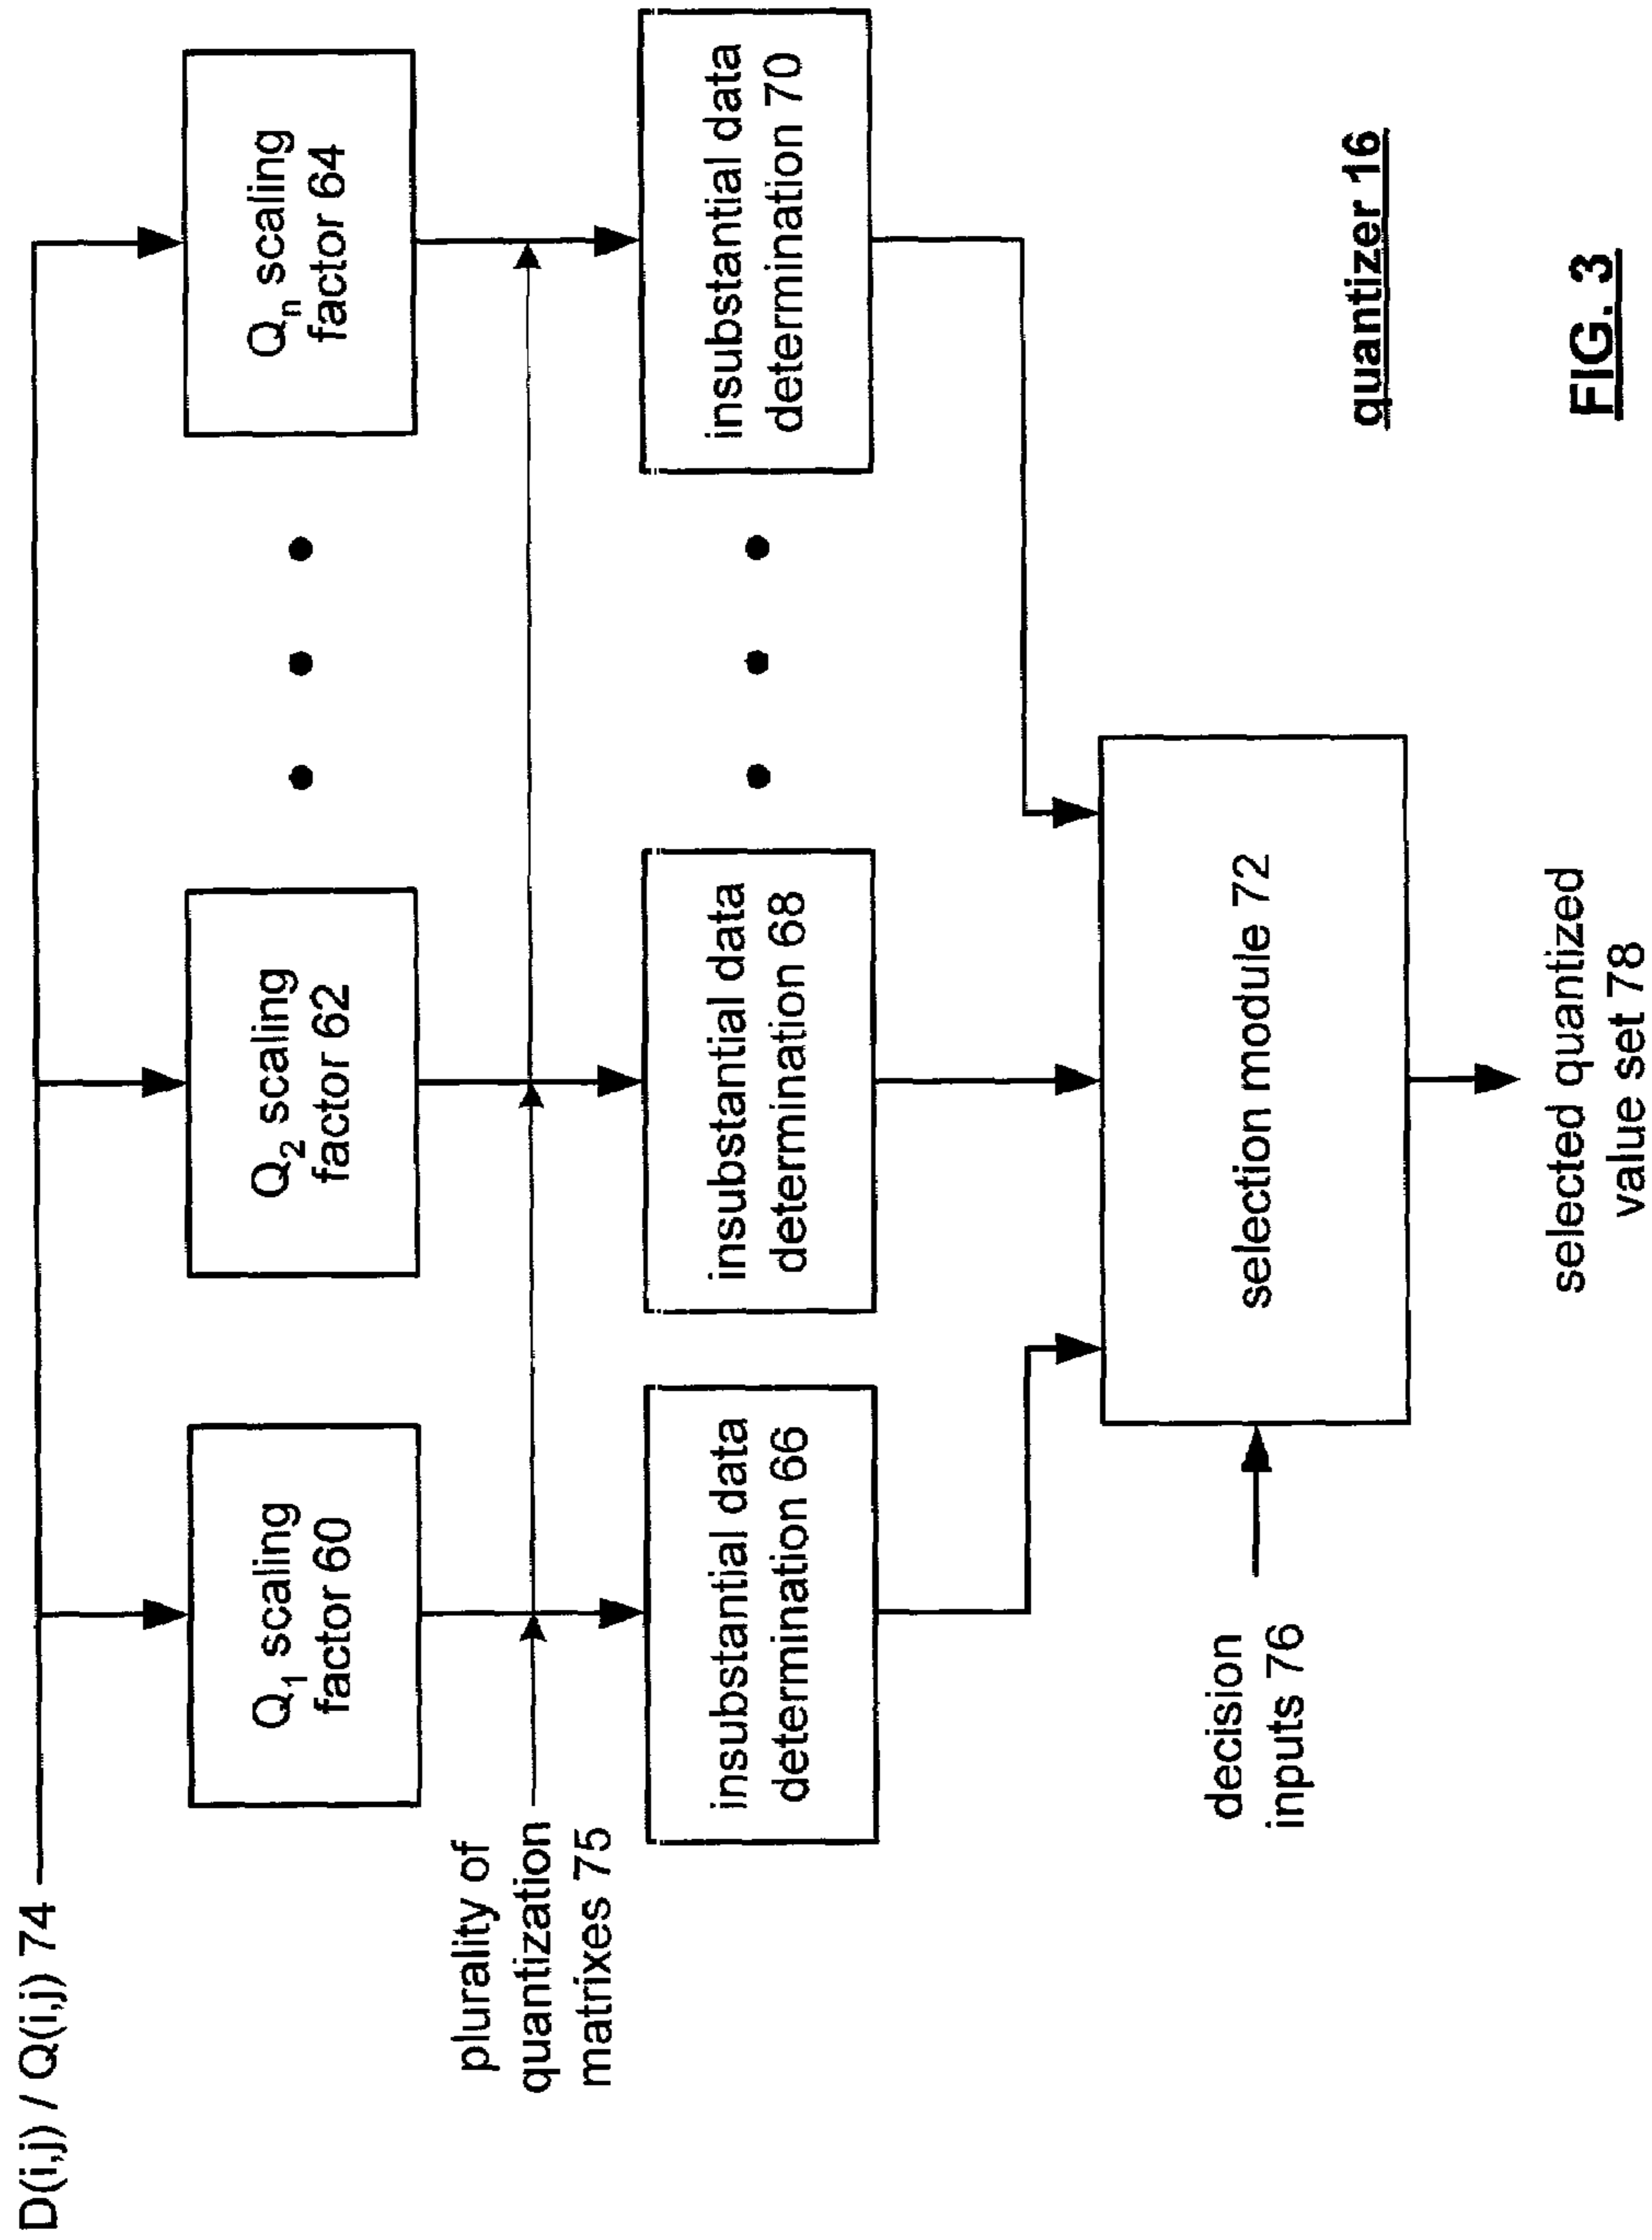 D(i,j) / Q(i,j) 74
Q1 scaling
factor 60
Q2 scaling
factor 62
Qn scaling
factor 64
plurality of
quantization
matrixes 75
insubstantial data
determination 66
insubstantial data
determination 68
insubstantial data
determination 70
decision
inputs 76
selection module 72
selected quantized
value set 78
quantizer 16
FIG. 3